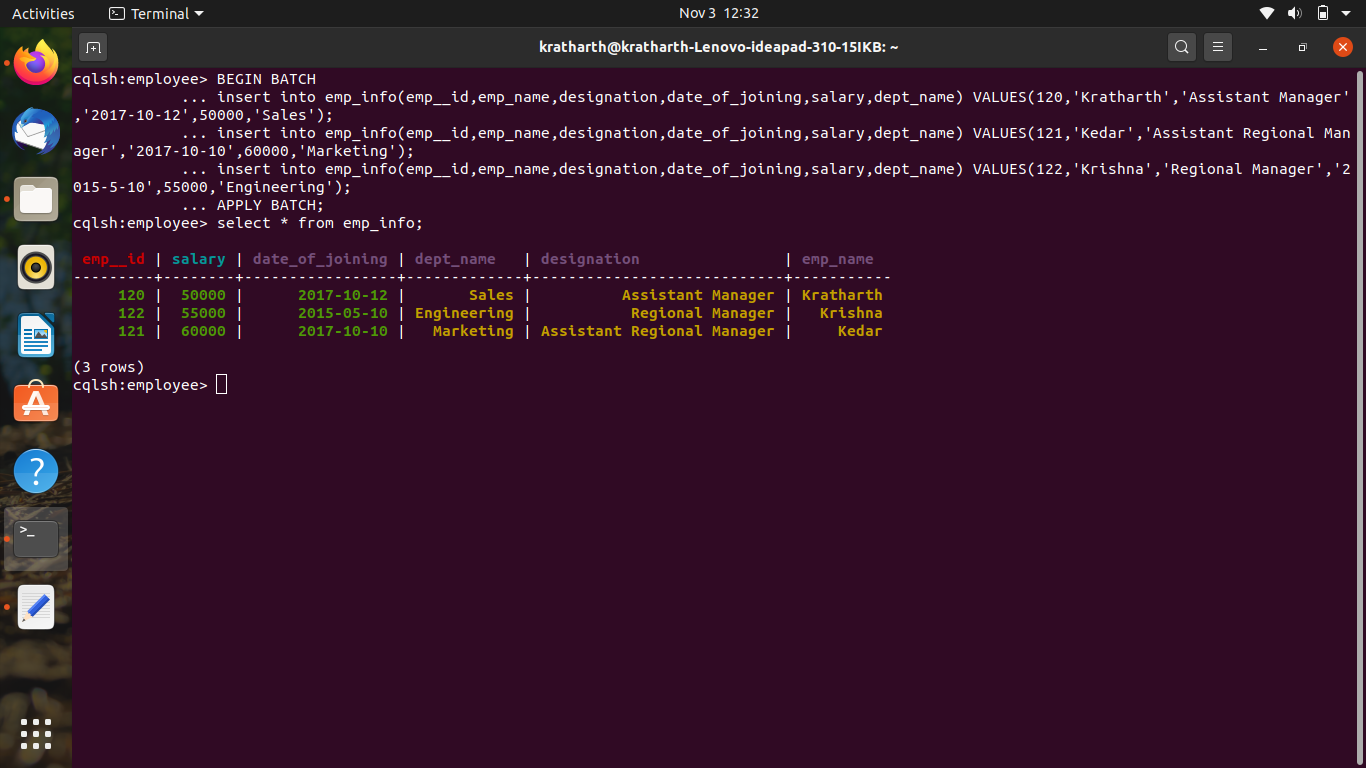 Activities Terminal Nov 3 12:32
kratharth@kratharth-Lenovo-ideapad-310-15IKB: ~
cqlsh:employee> BEGIN BATCH
... insert into emp_info(emp__id,emp_name,designation,date_of_joining,salary,dept_name) VALUES(120,'Kratharth','Assistant Manager'
,'2017-10-12',50000,'Sales');
... insert into emp_info(emp__id,emp_name,designation,date_of_joining,salary,dept_name) VALUES(121,'Kedar','Assistant Regional Man
ager','2017-10-10',60000,'Marketing');
... insert into emp_info(emp__id,emp_name,designation,date_of_joining,salary,dept_name) VALUES(122,'Krishna','Regional Manager','2
015-5-10',55000,'Engineering');
... APPLY BATCH;
cqlsh:employee> select * from emp_info;
emp__id | salary | date_of_joining | dept_name | designation | emp_name
---------+--------+-----------------+-------------+----------------------------+-----------
120 | 50000 | 2017-10-12 | Sales | Assistant Manager | Kratharth
122 | 55000 | 2015-05-10 | Engineering | Regional Manager | Krishna
121 | 60000 | 2017-10-10 | Marketing | Assistant Regional Manager | Kedar
(3 rows)
cqlsh:employee>